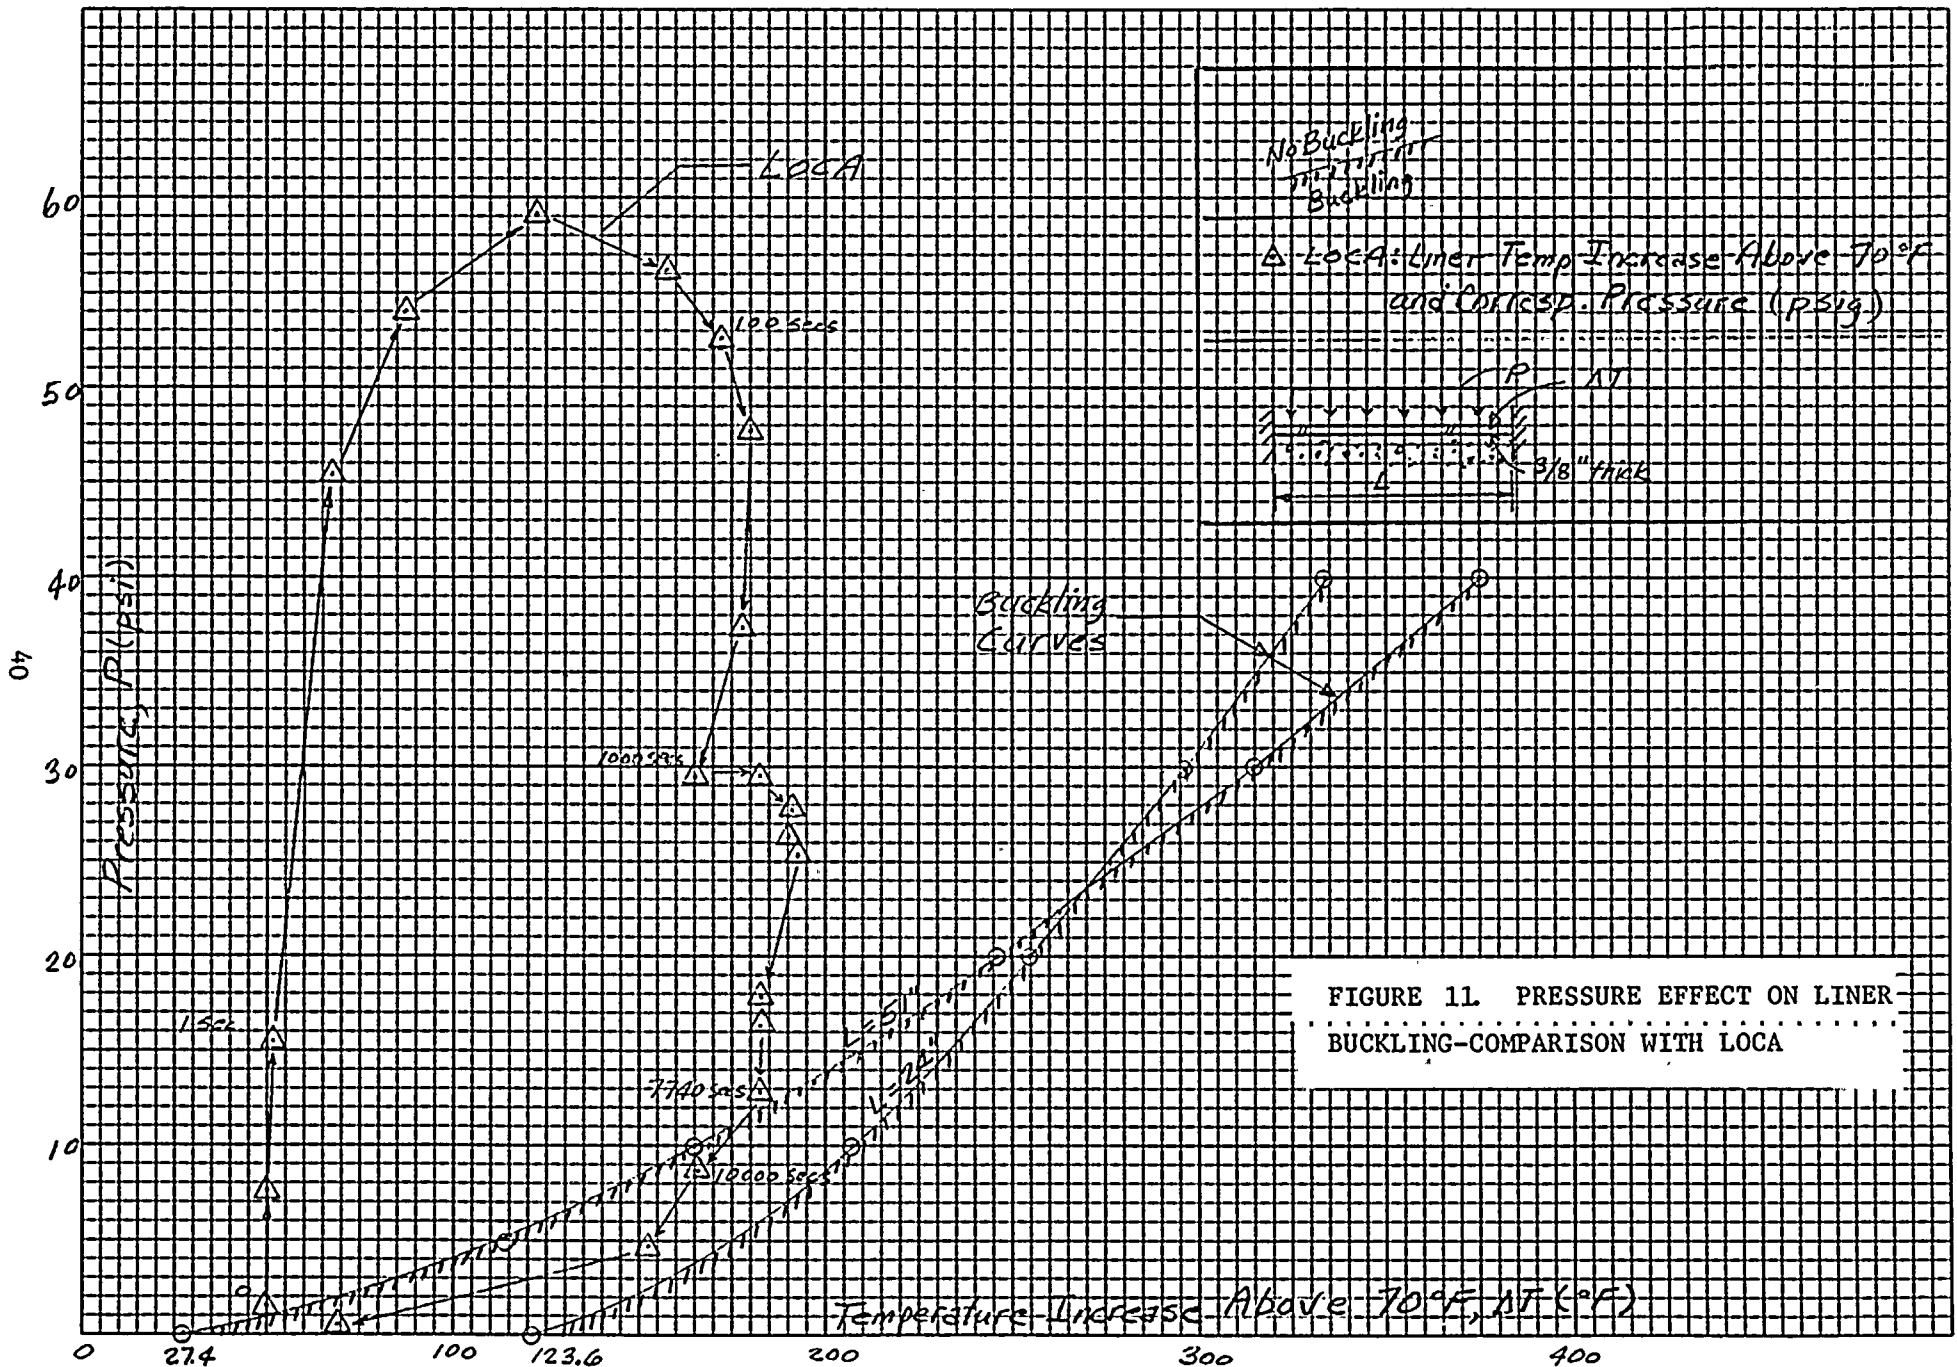 No Buckling
Buckling
LOCA
△ LOCA: Liner Temp Increase Above 70°F
and Corresp. Pressure (psig)
P
ΔT
3/8" thick
L
60
50
40
30
20
10
Pressure, P (psi)
40
100 secs
1000 secs
1 sec
7740 secs
10000 secs
0
Buckling
Curves
L=51"
L=24"
FIGURE 11. PRESSURE EFFECT ON LINER
BUCKLING-COMPARISON WITH LOCA
Temperature Increase Above 70°F, ΔT (°F)
0
27.4
100
123.6
200
300
400